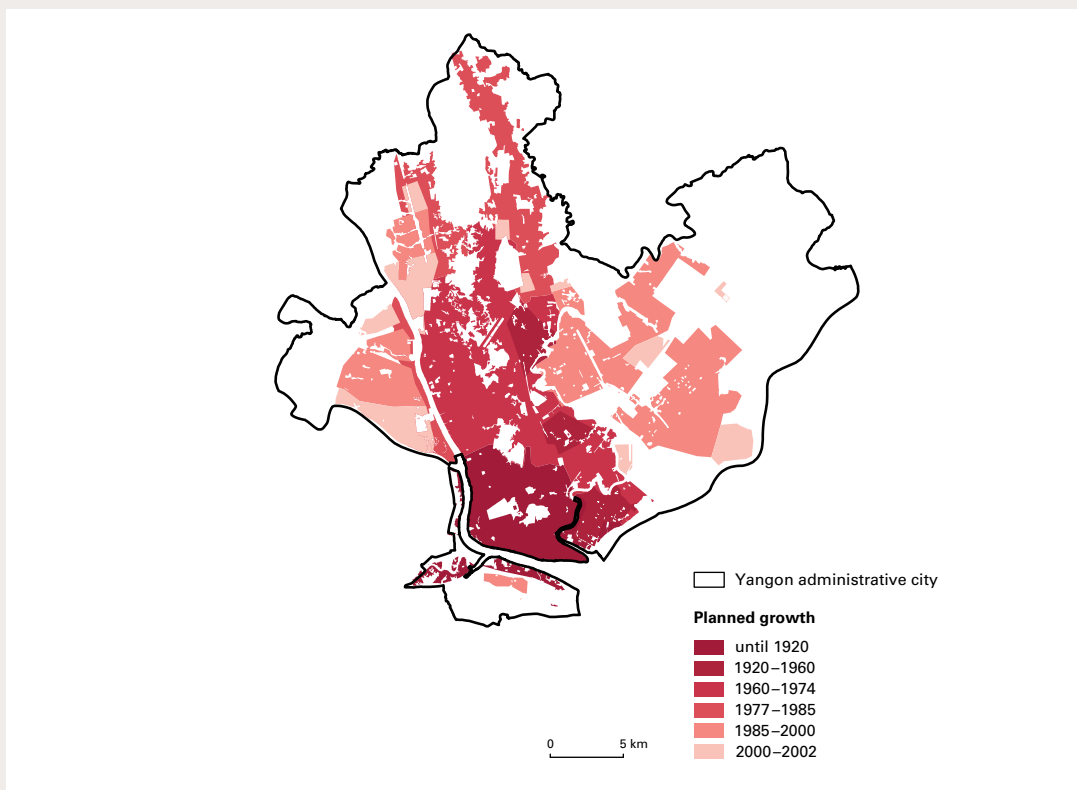 Yangon administrative city
Planned growth
until 1920
1920–1960
1960–1974
1977–1985
1985–2000
2000–2002
0 5 km